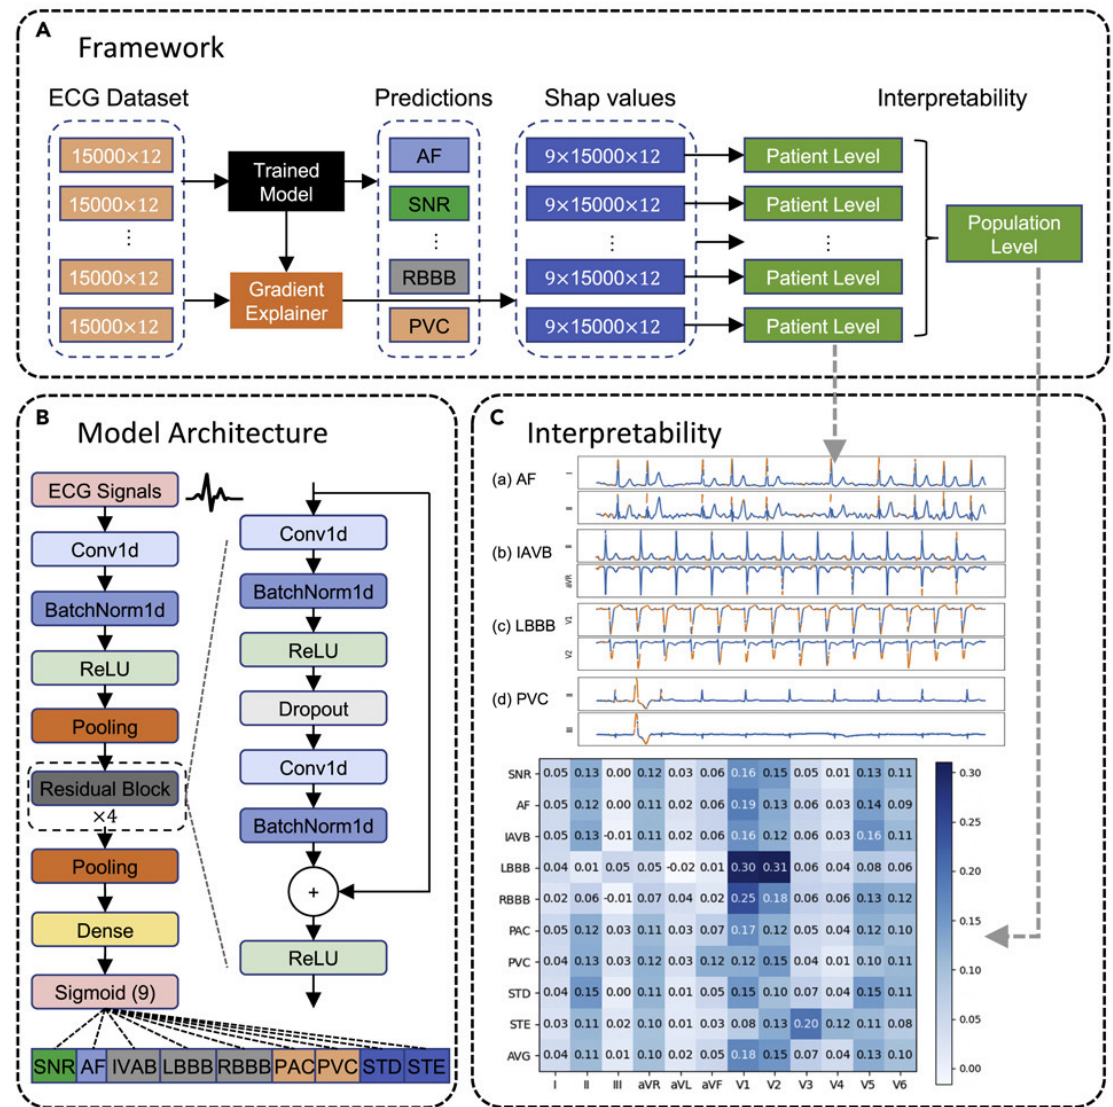 A
Framework
ECG Dataset
Predictions
Shap values
Interpretability
15000×12
15000×12
⋮
15000×12
15000×12
Trained
Model
Gradient
Explainer
AF
SNR
⋮
RBBB
PVC
9×15000×12
9×15000×12
⋮
9×15000×12
9×15000×12
Patient Level
Patient Level
⋮
Patient Level
Patient Level
Population
Level
B
Model Architecture
ECG Signals
Conv1d
BatchNorm1d
ReLU
Pooling
Residual Block
×4
Pooling
Dense
Sigmoid (9)
Conv1d
BatchNorm1d
ReLU
Dropout
Conv1d
BatchNorm1d
+
ReLU
SNR AF IVAB LBBB RBBB PAC PVC STD STE
C
Interpretability
(a) AF
I
II
(b) IAVB
II
aVR
(c) LBBB
V1
V2
(d) PVC
II
III
SNR 0.05 0.13 0.00 0.12 0.03 0.06 0.16 0.15 0.05 0.01 0.13 0.11
AF 0.05 0.12 0.00 0.11 0.02 0.06 0.19 0.13 0.06 0.03 0.14 0.09
IAVB 0.05 0.13 -0.01 0.11 0.02 0.06 0.16 0.12 0.06 0.03 0.16 0.11
LBBB 0.04 0.01 0.05 0.05 -0.02 0.01 0.30 0.31 0.06 0.04 0.08 0.06
RBBB 0.02 0.06 -0.01 0.07 0.04 0.02 0.25 0.18 0.06 0.06 0.13 0.12
PAC 0.04 0.12 0.03 0.11 0.03 0.07 0.17 0.12 0.05 0.04 0.12 0.10
PVC 0.04 0.13 0.03 0.12 0.03 0.12 0.12 0.15 0.04 0.01 0.10 0.11
STD 0.04 0.15 0.00 0.11 0.01 0.05 0.15 0.10 0.07 0.04 0.15 0.11
STE 0.03 0.11 0.02 0.10 0.01 0.03 0.08 0.13 0.20 0.12 0.11 0.08
AVG 0.04 0.11 0.01 0.10 0.02 0.05 0.18 0.15 0.07 0.04 0.13 0.10
I II III aVR aVL aVF V1 V2 V3 V4 V5 V6
0.30
0.25
0.20
0.15
0.10
0.05
0.00